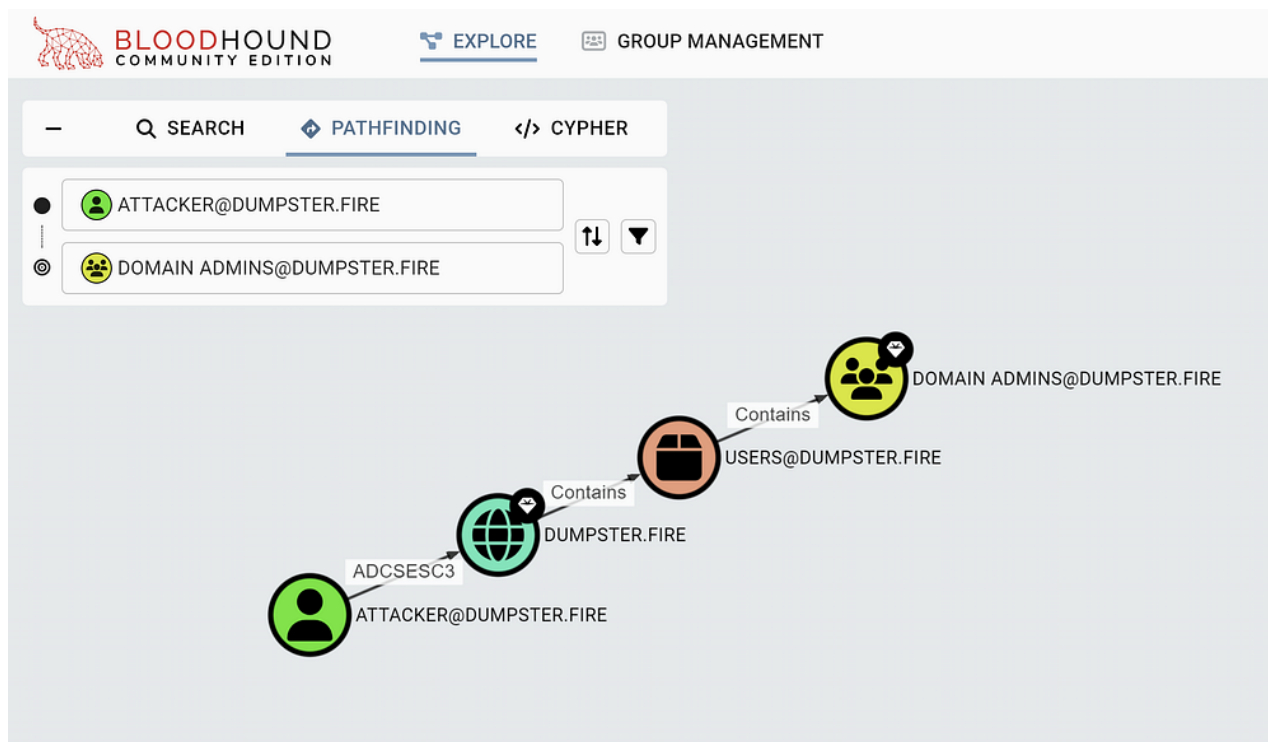 BLOODHOUND
COMMUNITY EDITION
EXPLORE
GROUP MANAGEMENT
SEARCH
PATHFINDING
</> CYPHER
ATTACKER@DUMPSTER.FIRE
DOMAIN ADMINS@DUMPSTER.FIRE
DOMAIN ADMINS@DUMPSTER.FIRE
Contains
USERS@DUMPSTER.FIRE
Contains
DUMPSTER.FIRE
ADCSESC3
ATTACKER@DUMPSTER.FIRE